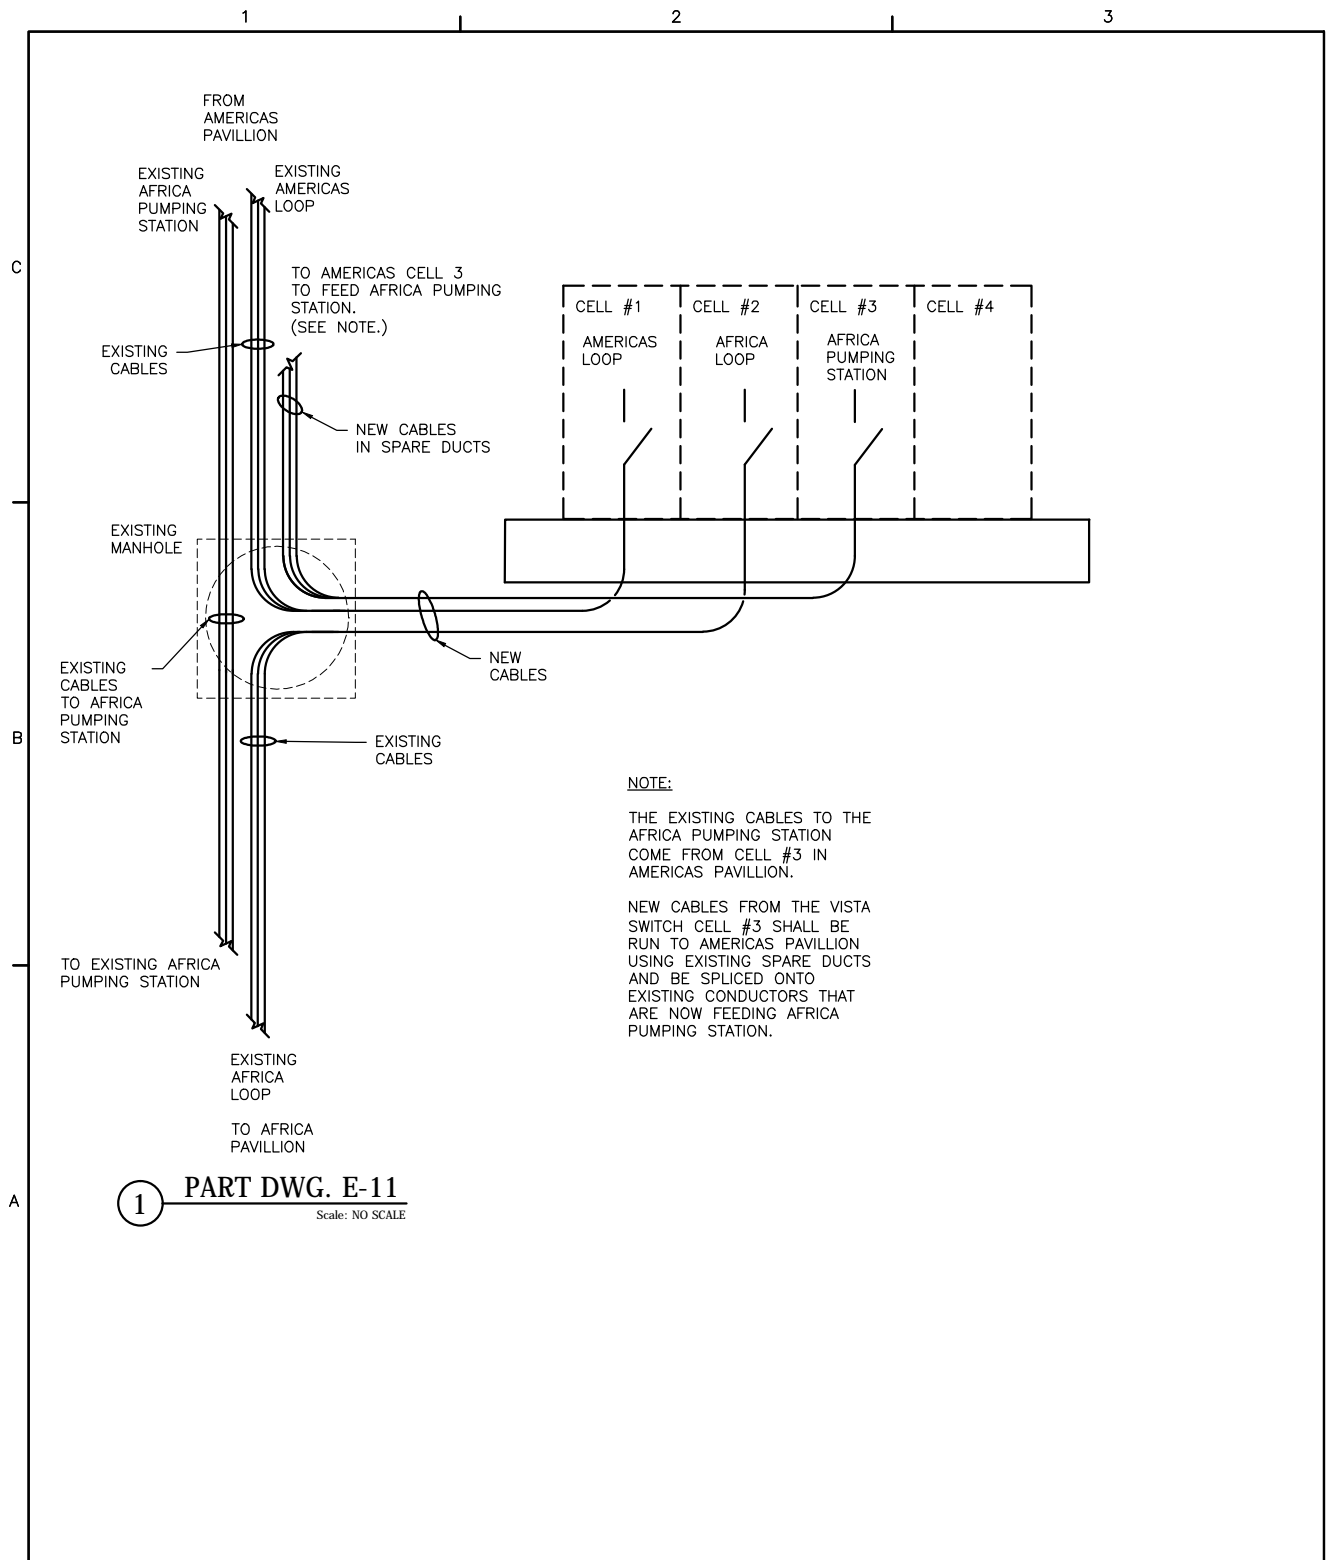 1
2
3
FROM
AMERICAS
PAVILLION
EXISTING
AFRICA
PUMPING
STATION
EXISTING
AMERICAS
LOOP
C
TO AMERICAS CELL 3
TO FEED AFRICA PUMPING
STATION.
(SEE NOTE.)
CELL #1
AMERICAS
LOOP
CELL #2
AFRICA
LOOP
CELL #3
AFRICA
PUMPING
STATION
CELL #4
EXISTING
CABLES
NEW CABLES
IN SPARE DUCTS
EXISTING
MANHOLE
NEW
CABLES
EXISTING
CABLES
TO AFRICA
PUMPING
STATION
B
EXISTING
CABLES
NOTE:
THE EXISTING CABLES TO THE
AFRICA PUMPING STATION
COME FROM CELL #3 IN
AMERICAS PAVILLION.
NEW CABLES FROM THE VISTA
SWITCH CELL #3 SHALL BE
RUN TO AMERICAS PAVILLION
USING EXISTING SPARE DUCTS
AND BE SPLICED ONTO
EXISTING CONDUCTORS THAT
ARE NOW FEEDING AFRICA
PUMPING STATION.
TO EXISTING AFRICA
PUMPING STATION
EXISTING
AFRICA
LOOP
TO AFRICA
PAVILLION
A
1
PART DWG. E-11
Scale: NO SCALE